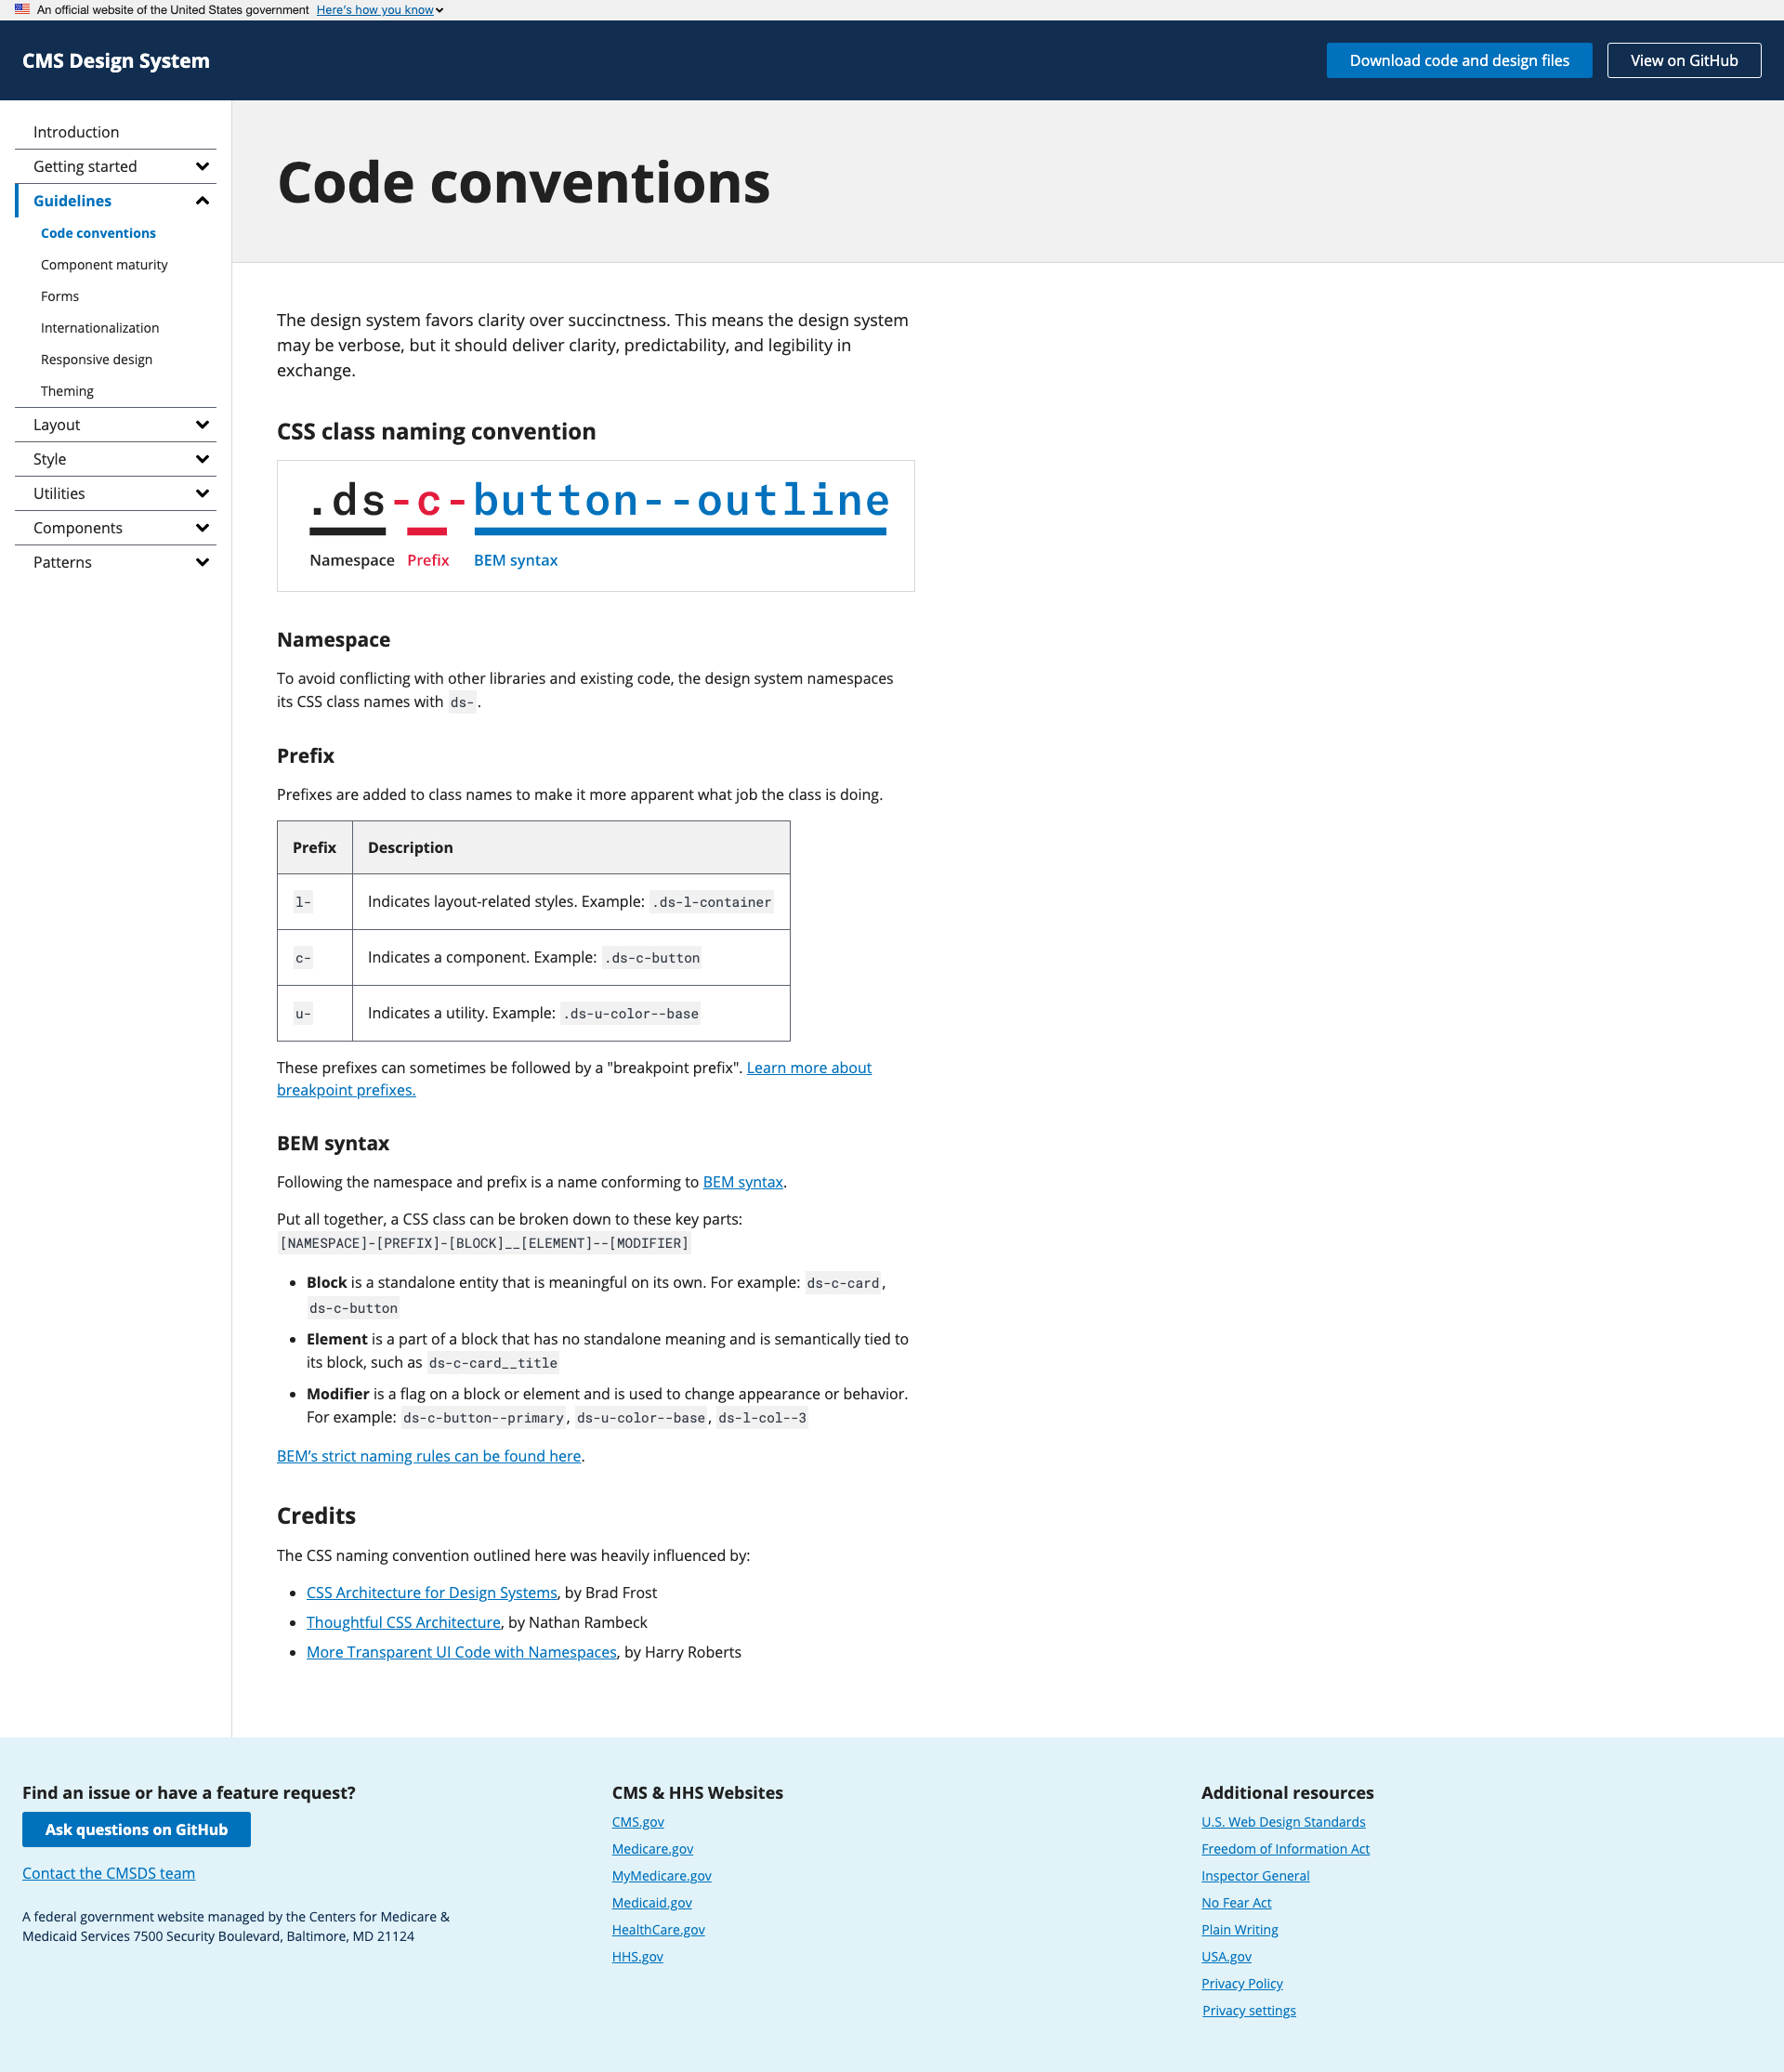 An official website of the United States government Here's how you know
CMS Design System
Download code and design files
View on GitHub
Introduction
Getting started
Guidelines
Code conventions
Component maturity
Forms
Internationalization
Responsive design
Theming
Layout
Style
Utilities
Components
Patterns
Code conventions
The design system favors clarity over succinctness. This means the design system
may be verbose, but it should deliver clarity, predictability, and legibility in
exchange.
CSS class naming convention
.ds-c-button--outline
Namespace Prefix BEM syntax
Namespace
To avoid conflicting with other libraries and existing code, the design system namespaces
its CSS class names with ds-.
Prefix
Prefixes are added to class names to make it more apparent what job the class is doing.
Prefix Description
l- Indicates layout-related styles. Example: .ds-l-container
c- Indicates a component. Example: .ds-c-button
u- Indicates a utility. Example: .ds-u-color--base
These prefixes can sometimes be followed by a "breakpoint prefix". Learn more about
breakpoint prefixes.
BEM syntax
Following the namespace and prefix is a name conforming to BEM syntax.
Put all together, a CSS class can be broken down to these key parts:
[NAMESPACE]-[PREFIX]-[BLOCK]__[ELEMENT]--[MODIFIER]
• Block is a standalone entity that is meaningful on its own. For example: ds-c-card,
ds-c-button
• Element is a part of a block that has no standalone meaning and is semantically tied to
its block, such as ds-c-card__title
• Modifier is a flag on a block or element and is used to change appearance or behavior.
For example: ds-c-button--primary, ds-u-color--base, ds-l-col--3
BEM’s strict naming rules can be found here.
Credits
The CSS naming convention outlined here was heavily influenced by:
• CSS Architecture for Design Systems, by Brad Frost
• Thoughtful CSS Architecture, by Nathan Rambeck
• More Transparent UI Code with Namespaces, by Harry Roberts
Find an issue or have a feature request?
Ask questions on GitHub
Contact the CMSDS team
A federal government website managed by the Centers for Medicare &
Medicaid Services 7500 Security Boulevard, Baltimore, MD 21124
CMS & HHS Websites
CMS.gov
Medicare.gov
MyMedicare.gov
Medicaid.gov
HealthCare.gov
HHS.gov
Additional resources
U.S. Web Design Standards
Freedom of Information Act
Inspector General
No Fear Act
Plain Writing
USA.gov
Privacy Policy
Privacy settings